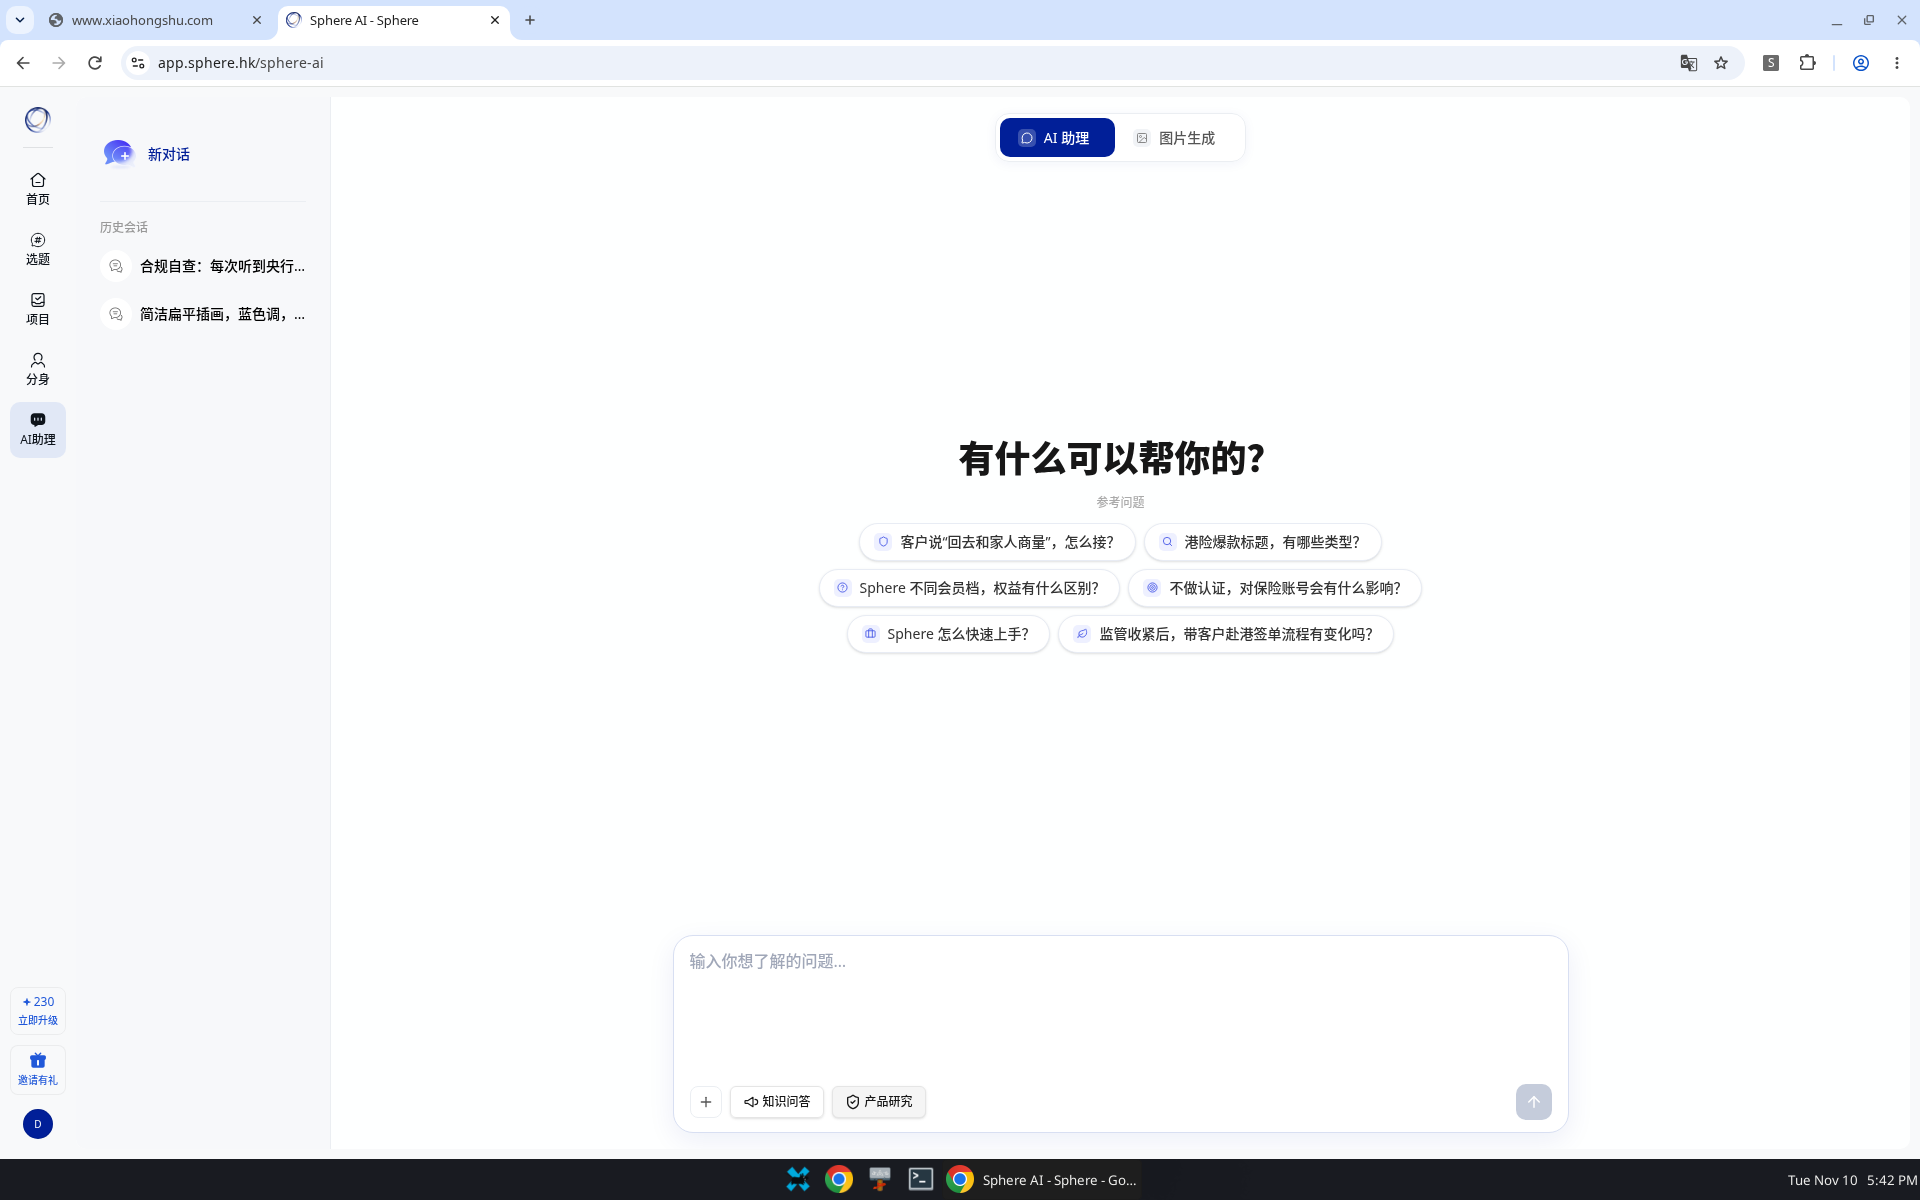 www.xiaohongshu.com
Sphere AI - Sphere
app.sphere.hk/sphere-ai
S
首页
选题
项目
分身
AI助理
新对话
历史会话
合规自查：每次听到央行...
简洁扁平插画，蓝色调，...
AI 助理
图片生成
有什么可以帮你的？
参考问题
客户说“回去和家人商量”，怎么接？
港险爆款标题，有哪些类型？
Sphere 不同会员档，权益有什么区别？
不做认证，对保险账号会有什么影响？
Sphere 怎么快速上手？
监管收紧后，带客户赴港签单流程有变化吗？
输入你想了解的问题...
知识问答
产品研究
230
立即升级
邀请有礼
D
Sphere AI - Sphere - Go...
Tue Nov 10 5:42 PM